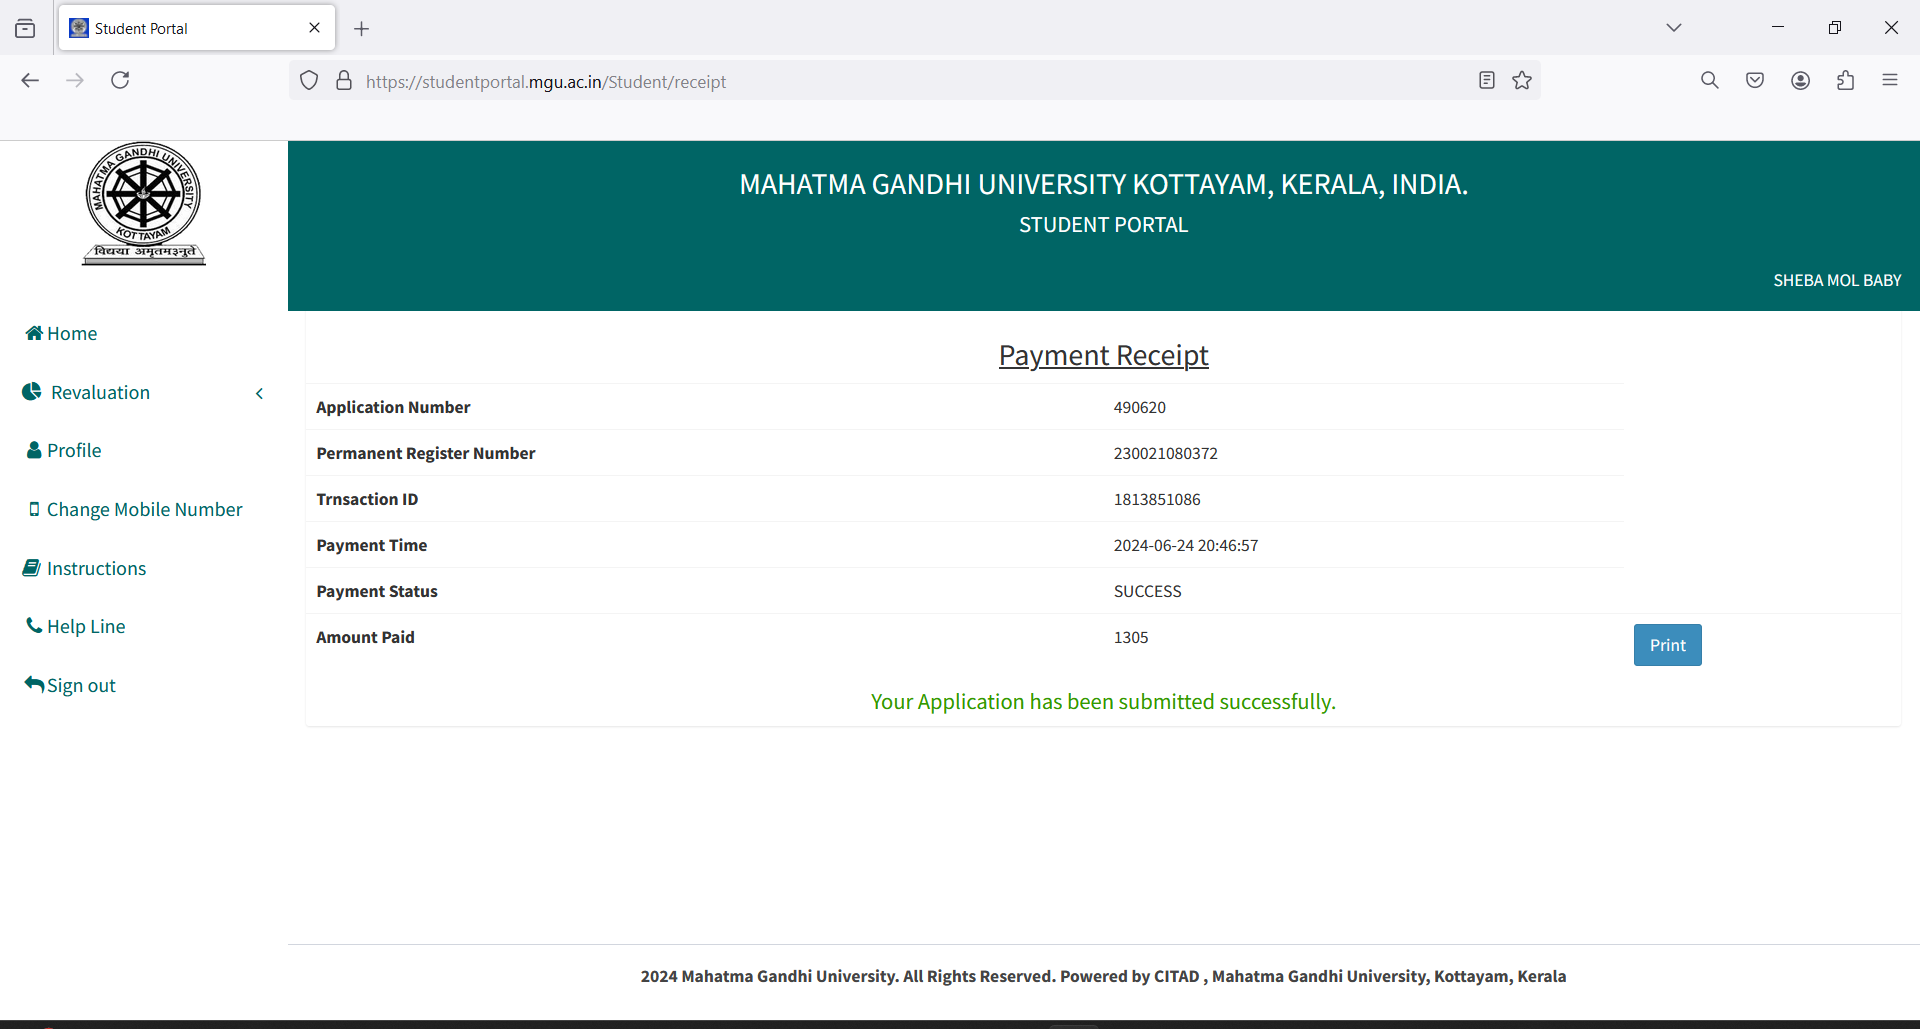 Student Portal
https://studentportal.mgu.ac.in/Student/receipt
MAHATMA GANDHI UNIVERSITY
KOTTAYAM
विद्यया अमृतमश्नुते
MAHATMA GANDHI UNIVERSITY KOTTAYAM, KERALA, INDIA.
STUDENT PORTAL
SHEBA MOL BABY
Home
Revaluation
Profile
Change Mobile Number
Instructions
Help Line
Sign out
Payment Receipt
Application Number 490620
Permanent Register Number 230021080372
Trnsaction ID 1813851086
Payment Time 2024-06-24 20:46:57
Payment Status SUCCESS
Amount Paid 1305 Print
Your Application has been submitted successfully.
2024 Mahatma Gandhi University. All Rights Reserved. Powered by CITAD , Mahatma Gandhi University, Kottayam, Kerala